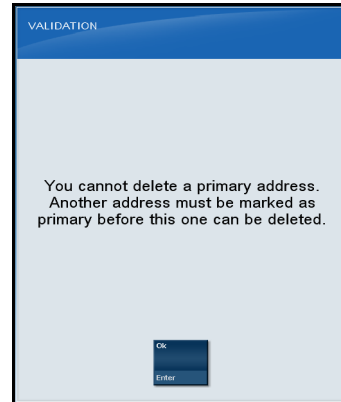 VALIDATION
You cannot delete a primary address.
Another address must be marked as
primary before this one can be deleted.
Ok
Enter